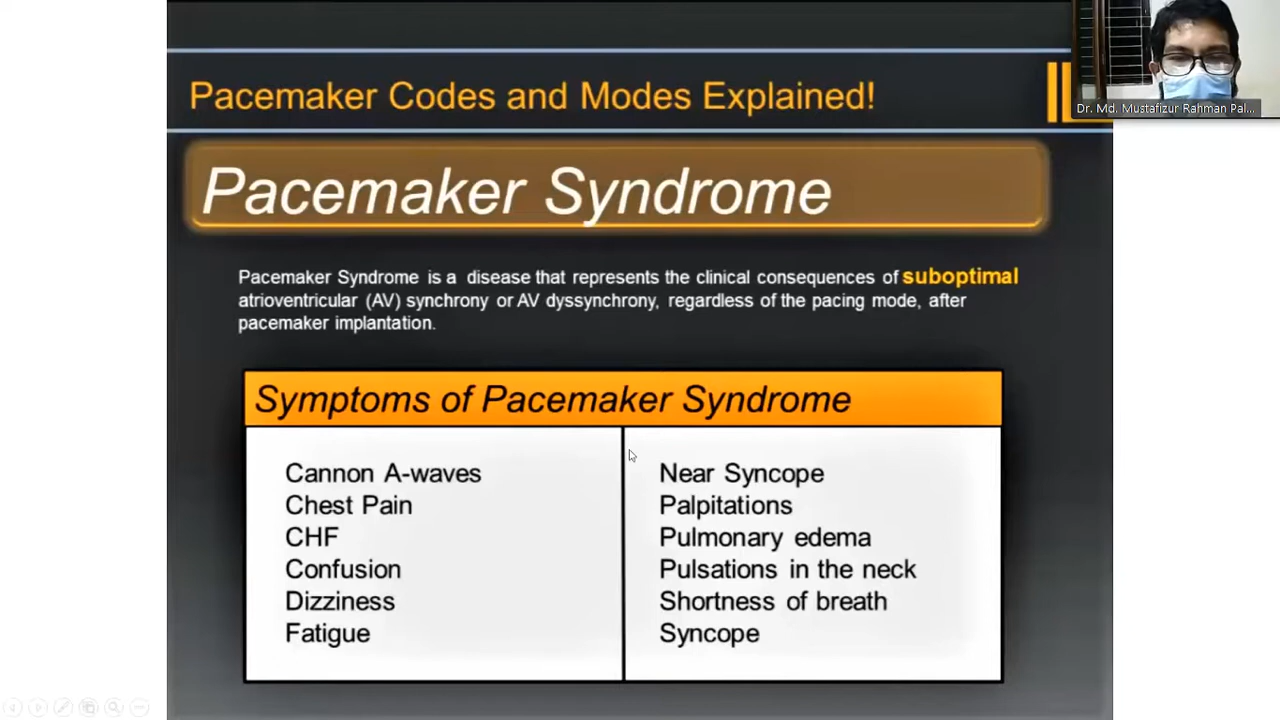 Pacemaker Codes and Modes Explained!
Dr. Md. Mustafizur Rahman Pal...
Pacemaker Syndrome
Pacemaker Syndrome is a disease that represents the clinical consequences of suboptimal
atrioventricular (AV) synchrony or AV dyssynchrony, regardless of the pacing mode, after
pacemaker implantation.
Symptoms of Pacemaker Syndrome
Cannon A-waves
Chest Pain
CHF
Confusion
Dizziness
Fatigue
Near Syncope
Palpitations
Pulmonary edema
Pulsations in the neck
Shortness of breath
Syncope